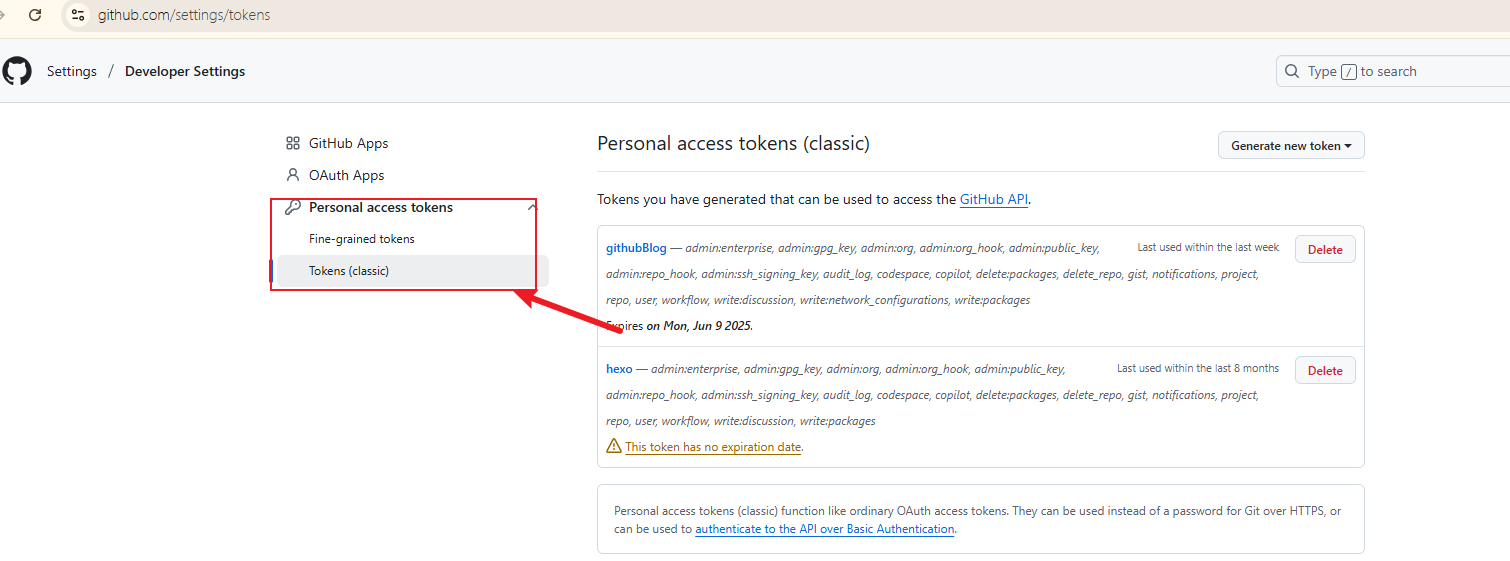 github.com/settings/tokens
Settings / Developer Settings
Type / to search
GitHub Apps
OAuth Apps
Personal access tokens
Fine-grained tokens
Tokens (classic)
Personal access tokens (classic)
Generate new token
Tokens you have generated that can be used to access the GitHub API.
githubBlog — admin:enterprise, admin:gpg_key, admin:org, admin:org_hook, admin:public_key,
admin:repo_hook, admin:ssh_signing_key, audit_log, codespace, copilot, delete:packages, delete_repo, gist, notifications, project,
repo, user, workflow, write:discussion, write:network_configurations, write:packages
Last used within the last week
Delete
Expires on Mon, Jun 9 2025.
hexo — admin:enterprise, admin:gpg_key, admin:org, admin:org_hook, admin:public_key,
admin:repo_hook, admin:ssh_signing_key, audit_log, codespace, copilot, delete:packages, delete_repo, gist, notifications, project,
repo, user, workflow, write:discussion, write:packages
Last used within the last 8 months
Delete
This token has no expiration date.
Personal access tokens (classic) function like ordinary OAuth access tokens. They can be used instead of a password for Git over HTTPS, or
can be used to authenticate to the API over Basic Authentication.